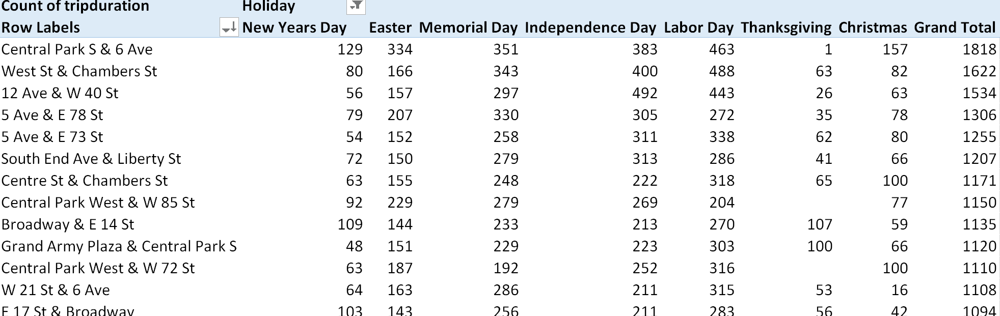 Count of tripduration Holiday
Row Labels New Years Day Easter Memorial Day Independence Day Labor Day Thanksgiving Christmas Grand Total
Central Park S & 6 Ave 129 334 351 383 463 1 157 1818
West St & Chambers St 80 166 343 400 488 63 82 1622
12 Ave & W 40 St 56 157 297 492 443 26 63 1534
5 Ave & E 78 St 79 207 330 305 272 35 78 1306
5 Ave & E 73 St 54 152 258 311 338 62 80 1255
South End Ave & Liberty St 72 150 279 313 286 41 66 1207
Centre St & Chambers St 63 155 248 222 318 65 100 1171
Central Park West & W 85 St 92 229 279 269 204 77 1150
Broadway & E 14 St 109 144 233 213 270 107 59 1135
Grand Army Plaza & Central Park S 48 151 229 223 303 100 66 1120
Central Park West & W 72 St 63 187 192 252 316 100 1110
W 21 St & 6 Ave 64 163 286 211 315 53 16 1108
E 17 St & Broadway 103 143 256 211 283 56 42 1094